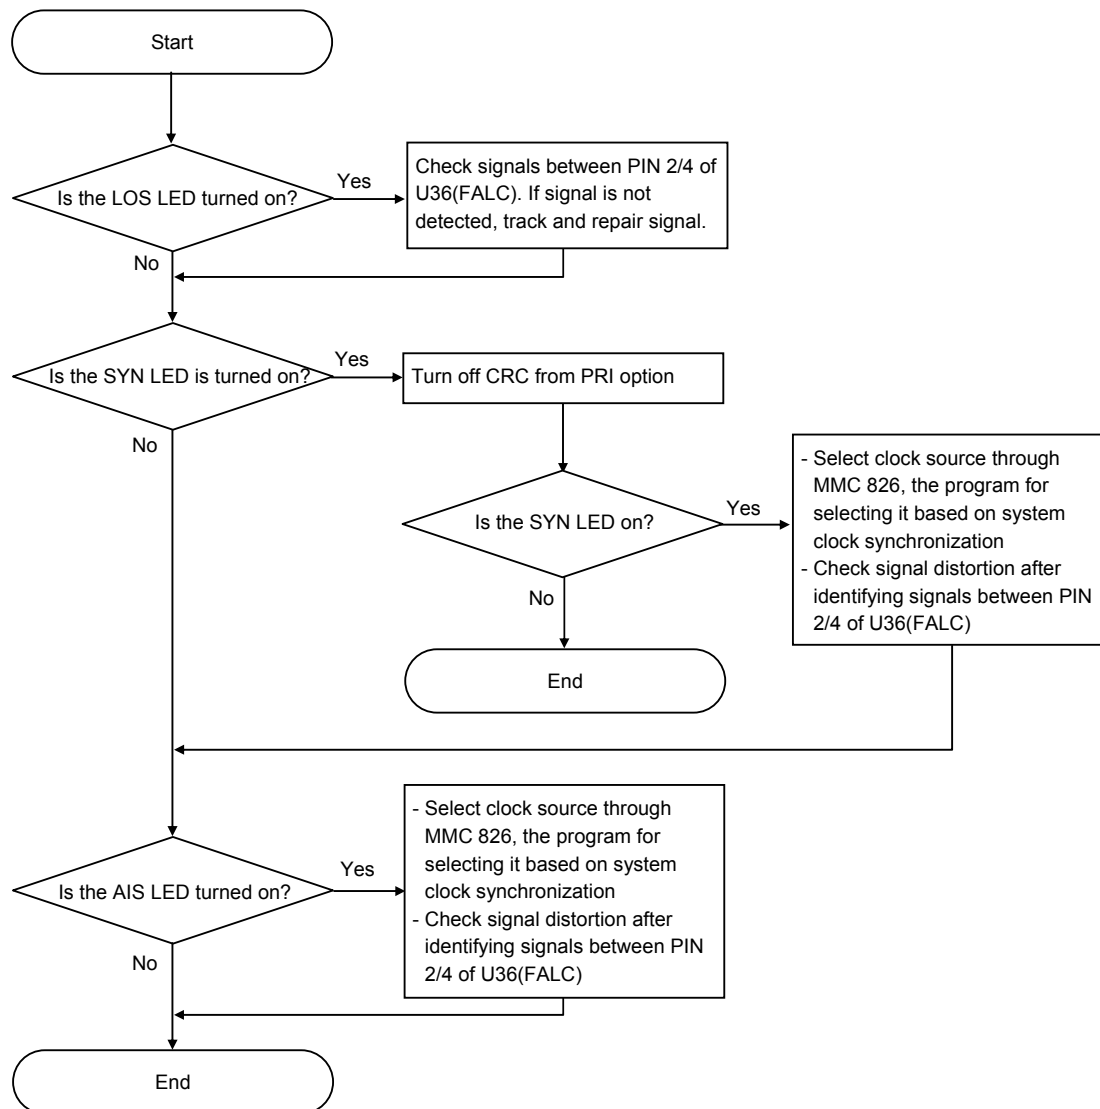 Start
Is the LOS LED turned on?
Yes
Check signals between PIN 2/4 of
U36(FALC). If signal is not
detected, track and repair signal.
No
Is the SYN LED is turned on?
Yes
Turn off CRC from PRI option
No
Is the SYN LED on?
Yes
- Select clock source through
MMC 826, the program for
selecting it based on system
clock synchronization
- Check signal distortion after
identifying signals between PIN
2/4 of U36(FALC)
No
End
Is the AIS LED turned on?
Yes
- Select clock source through
MMC 826, the program for
selecting it based on system
clock synchronization
- Check signal distortion after
identifying signals between PIN
2/4 of U36(FALC)
No
End